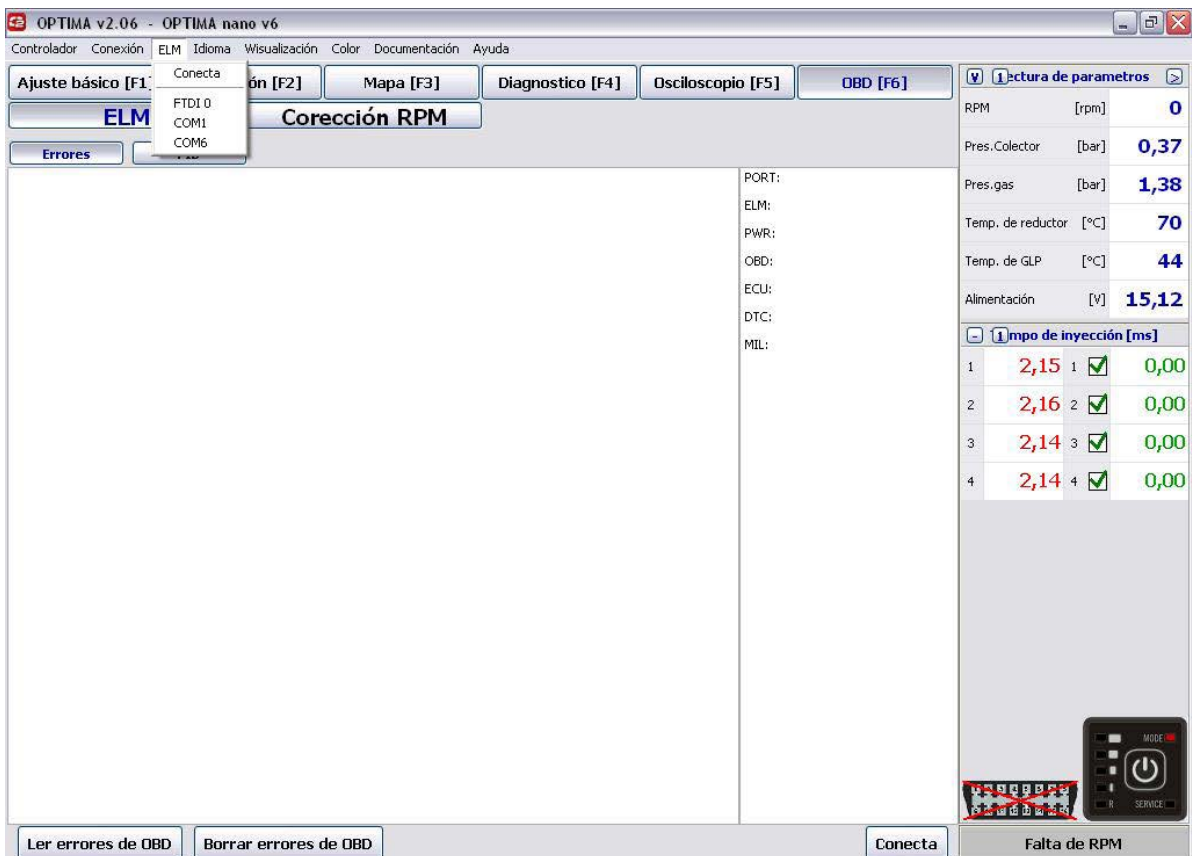 OPTIMA v2.06 - OPTIMA nano v6
Controlador Conexión ELM Idioma Wisualización Color Documentación Ayuda
Conecta
FTDI 0
COM1
COM6
Ajuste básico [F1 ón [F2] Mapa [F3] Diagnostico [F4] Osciloscopio [F5] OBD [F6]
ELM Corección RPM
Errores
PORT:
ELM:
PWR:
OBD:
ECU:
DTC:
MIL:
V 1 ectura de parametros >
RPM [rpm] 0
Pres.Colector [bar] 0,37
Pres.gas [bar] 1,38
Temp. de reductor [°C] 70
Temp. de GLP [°C] 44
Alimentación [V] 15,12
- 1 mpo de inyección [ms]
1 2,15 1 0,00
2 2,16 2 0,00
3 2,14 3 0,00
4 2,14 4 0,00
MODE
R SERVICE
Ler errores de OBD Borrar errores de OBD Conecta Falta de RPM